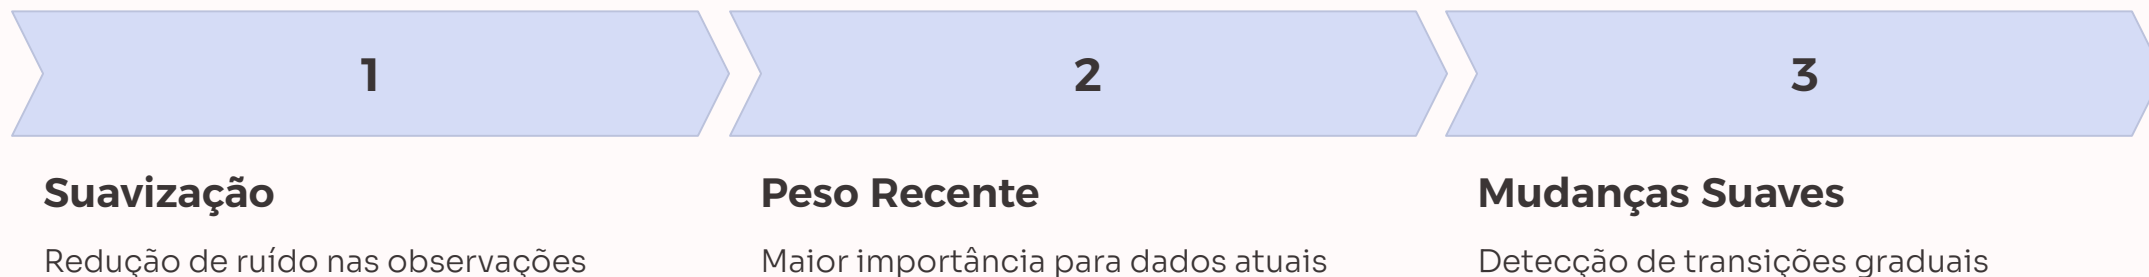 1
2
3
Suavização
Peso Recente
Mudanças Suaves
Redução de ruído nas observações
Maior importância para dados atuais
Detecção de transições graduais